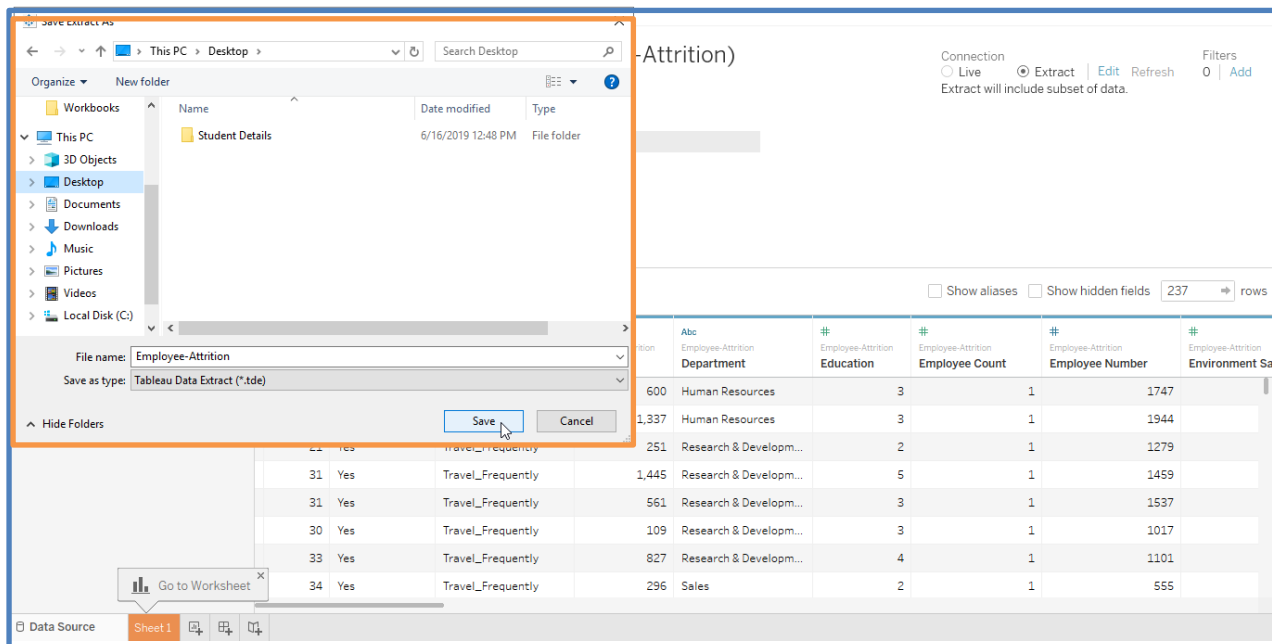 Save Extract As
This PC > Desktop >
Search Desktop
Organize
New folder
Workbooks
This PC
3D Objects
Desktop
Documents
Downloads
Music
Pictures
Videos
Local Disk (C:)
Name Date modified Type
Student Details 6/16/2019 12:48 PM File folder
File name: Employee-Attrition
Save as type: Tableau Data Extract (*.tde)
Hide Folders
Save Cancel
-Attrition)
Connection
Live Extract Edit Refresh
Extract will include subset of data.
Filters
0 Add
Show aliases Show hidden fields 237 rows
Abc # # # #
Employee-Attrition Employee-Attrition Employee-Attrition Employee-Attrition Employee-Attrition
Department Education Employee Count Employee Number Environment Sa
600 Human Resources 3 1 1747
1,337 Human Resources 3 1 1944
21 Yes Travel_Frequently 251 Research & Developm... 2 1 1279
31 Yes Travel_Frequently 1,445 Research & Developm... 5 1 1459
31 Yes Travel_Frequently 561 Research & Developm... 3 1 1537
30 Yes Travel_Frequently 109 Research & Developm... 3 1 1017
33 Yes Travel_Frequently 827 Research & Developm... 4 1 1101
34 Yes Travel_Frequently 296 Sales 2 1 555
Go to Worksheet
Data Source Sheet 1